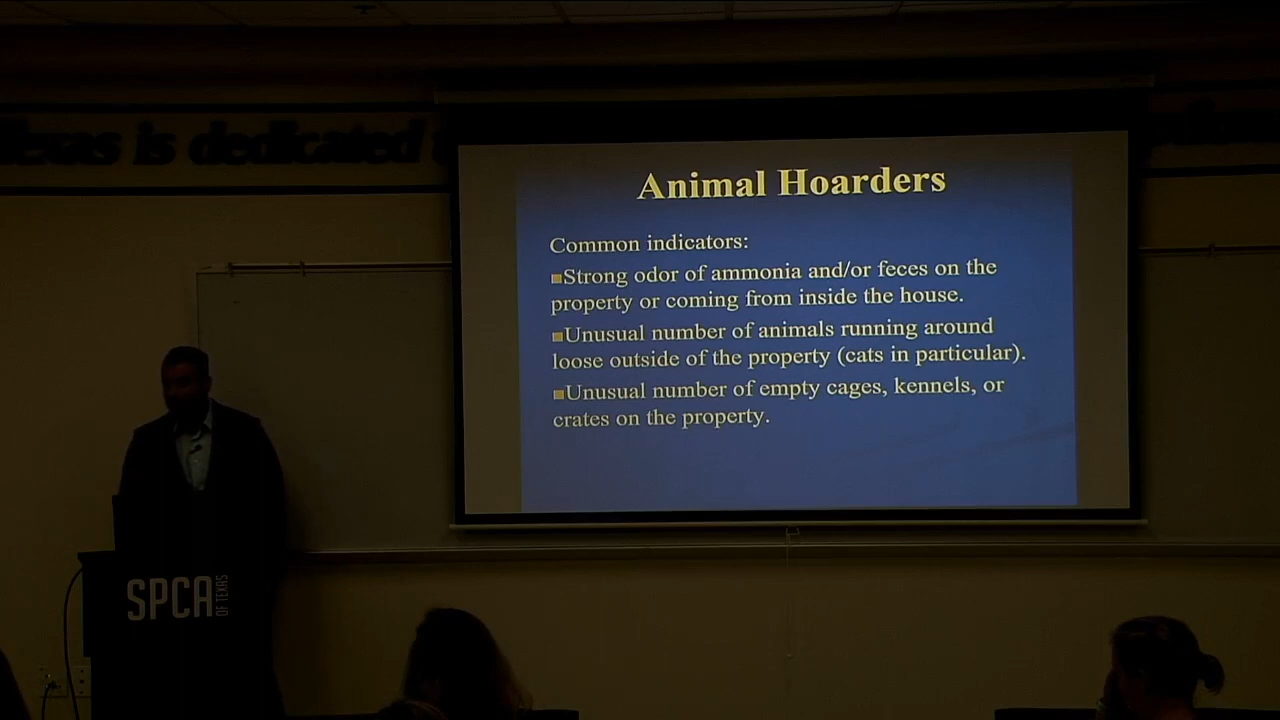 Texas is dedicated
Animal Hoarders
Common indicators:
Strong odor of ammonia and/or feces on the
property or coming from inside the house.
Unusual number of animals running around
loose outside of the property (cats in particular).
Unusual number of empty cages, kennels, or
crates on the property.
SPCA
OF TEXAS